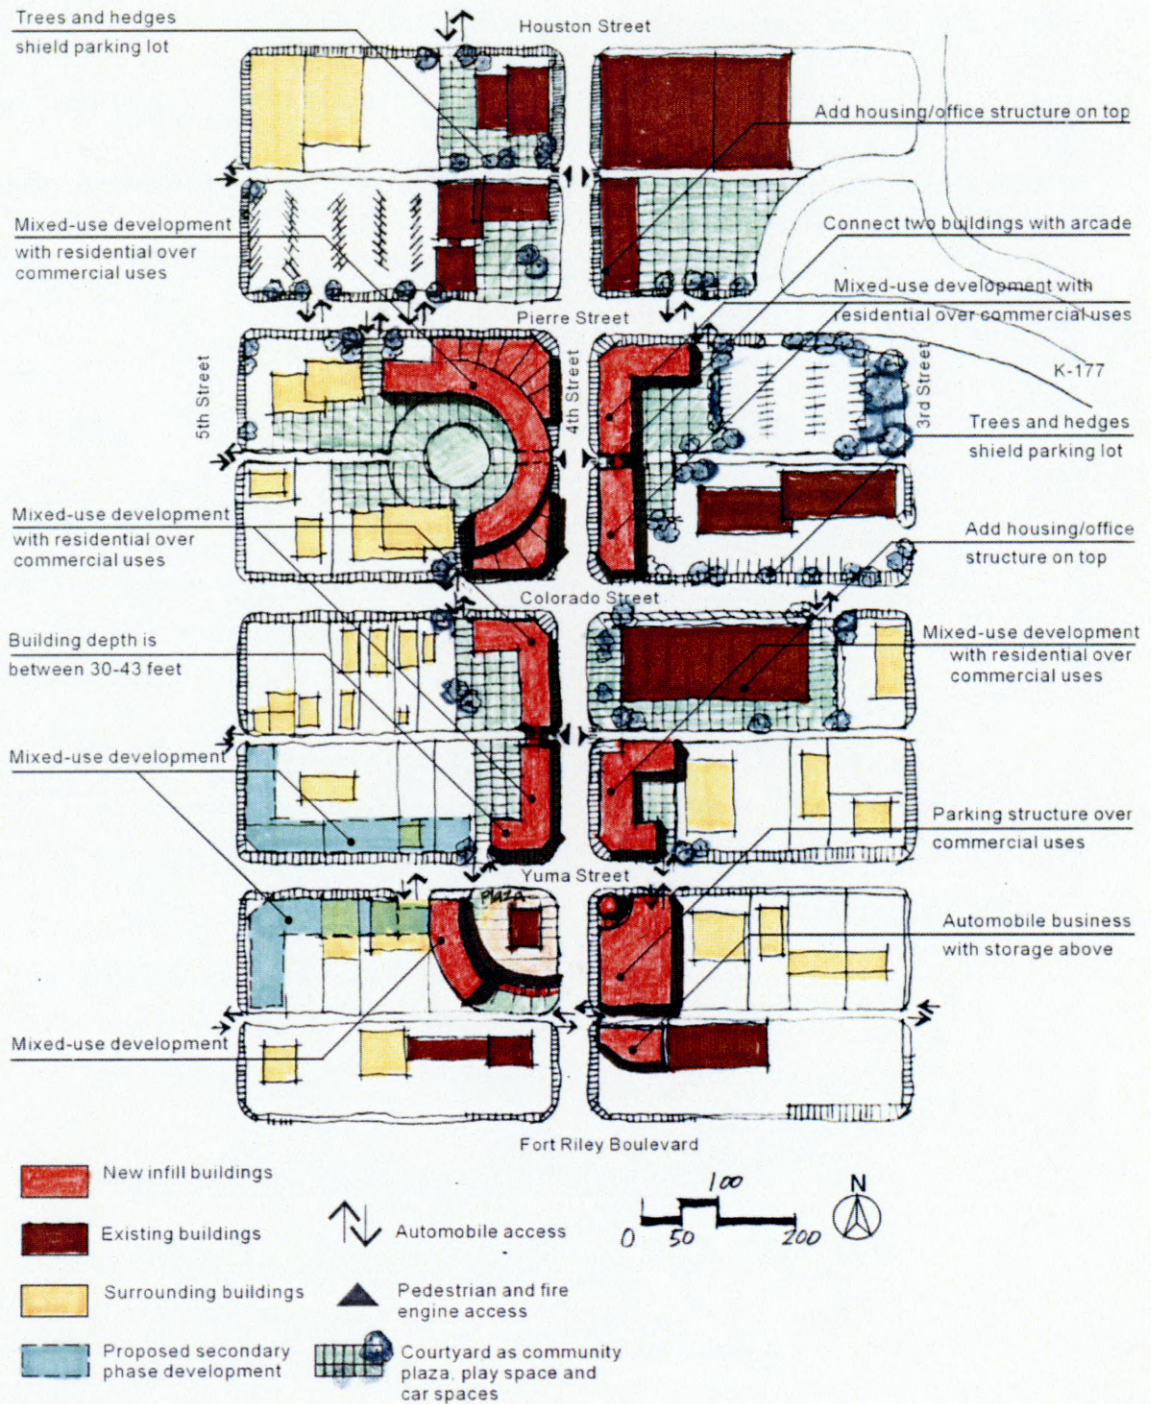 Trees and hedges
shield parking lot
Houston Street
Add housing/office structure on top
Mixed-use development
with residential over
commercial uses
Connect two buildings with arcade
Mixed-use development with
residential over commercial uses
Pierre Street
5th Street
4th Street
3rd Street
K-177
Trees and hedges
shield parking lot
Mixed-use development
with residential over
commercial uses
Add housing/office
structure on top
Colorado Street
Building depth is
between 30-43 feet
Mixed-use development
with residential over
commercial uses
Mixed-use development
Parking structure over
commercial uses
Yuma Street
PLAZA
Automobile business
with storage above
Mixed-use development
Fort Riley Boulevard
New infill buildings
Existing buildings
Surrounding buildings
Proposed secondary
phase development
Automobile access
Pedestrian and fire
engine access
Courtyard as community
plaza, play space and
car spaces
100
0 50 200
N